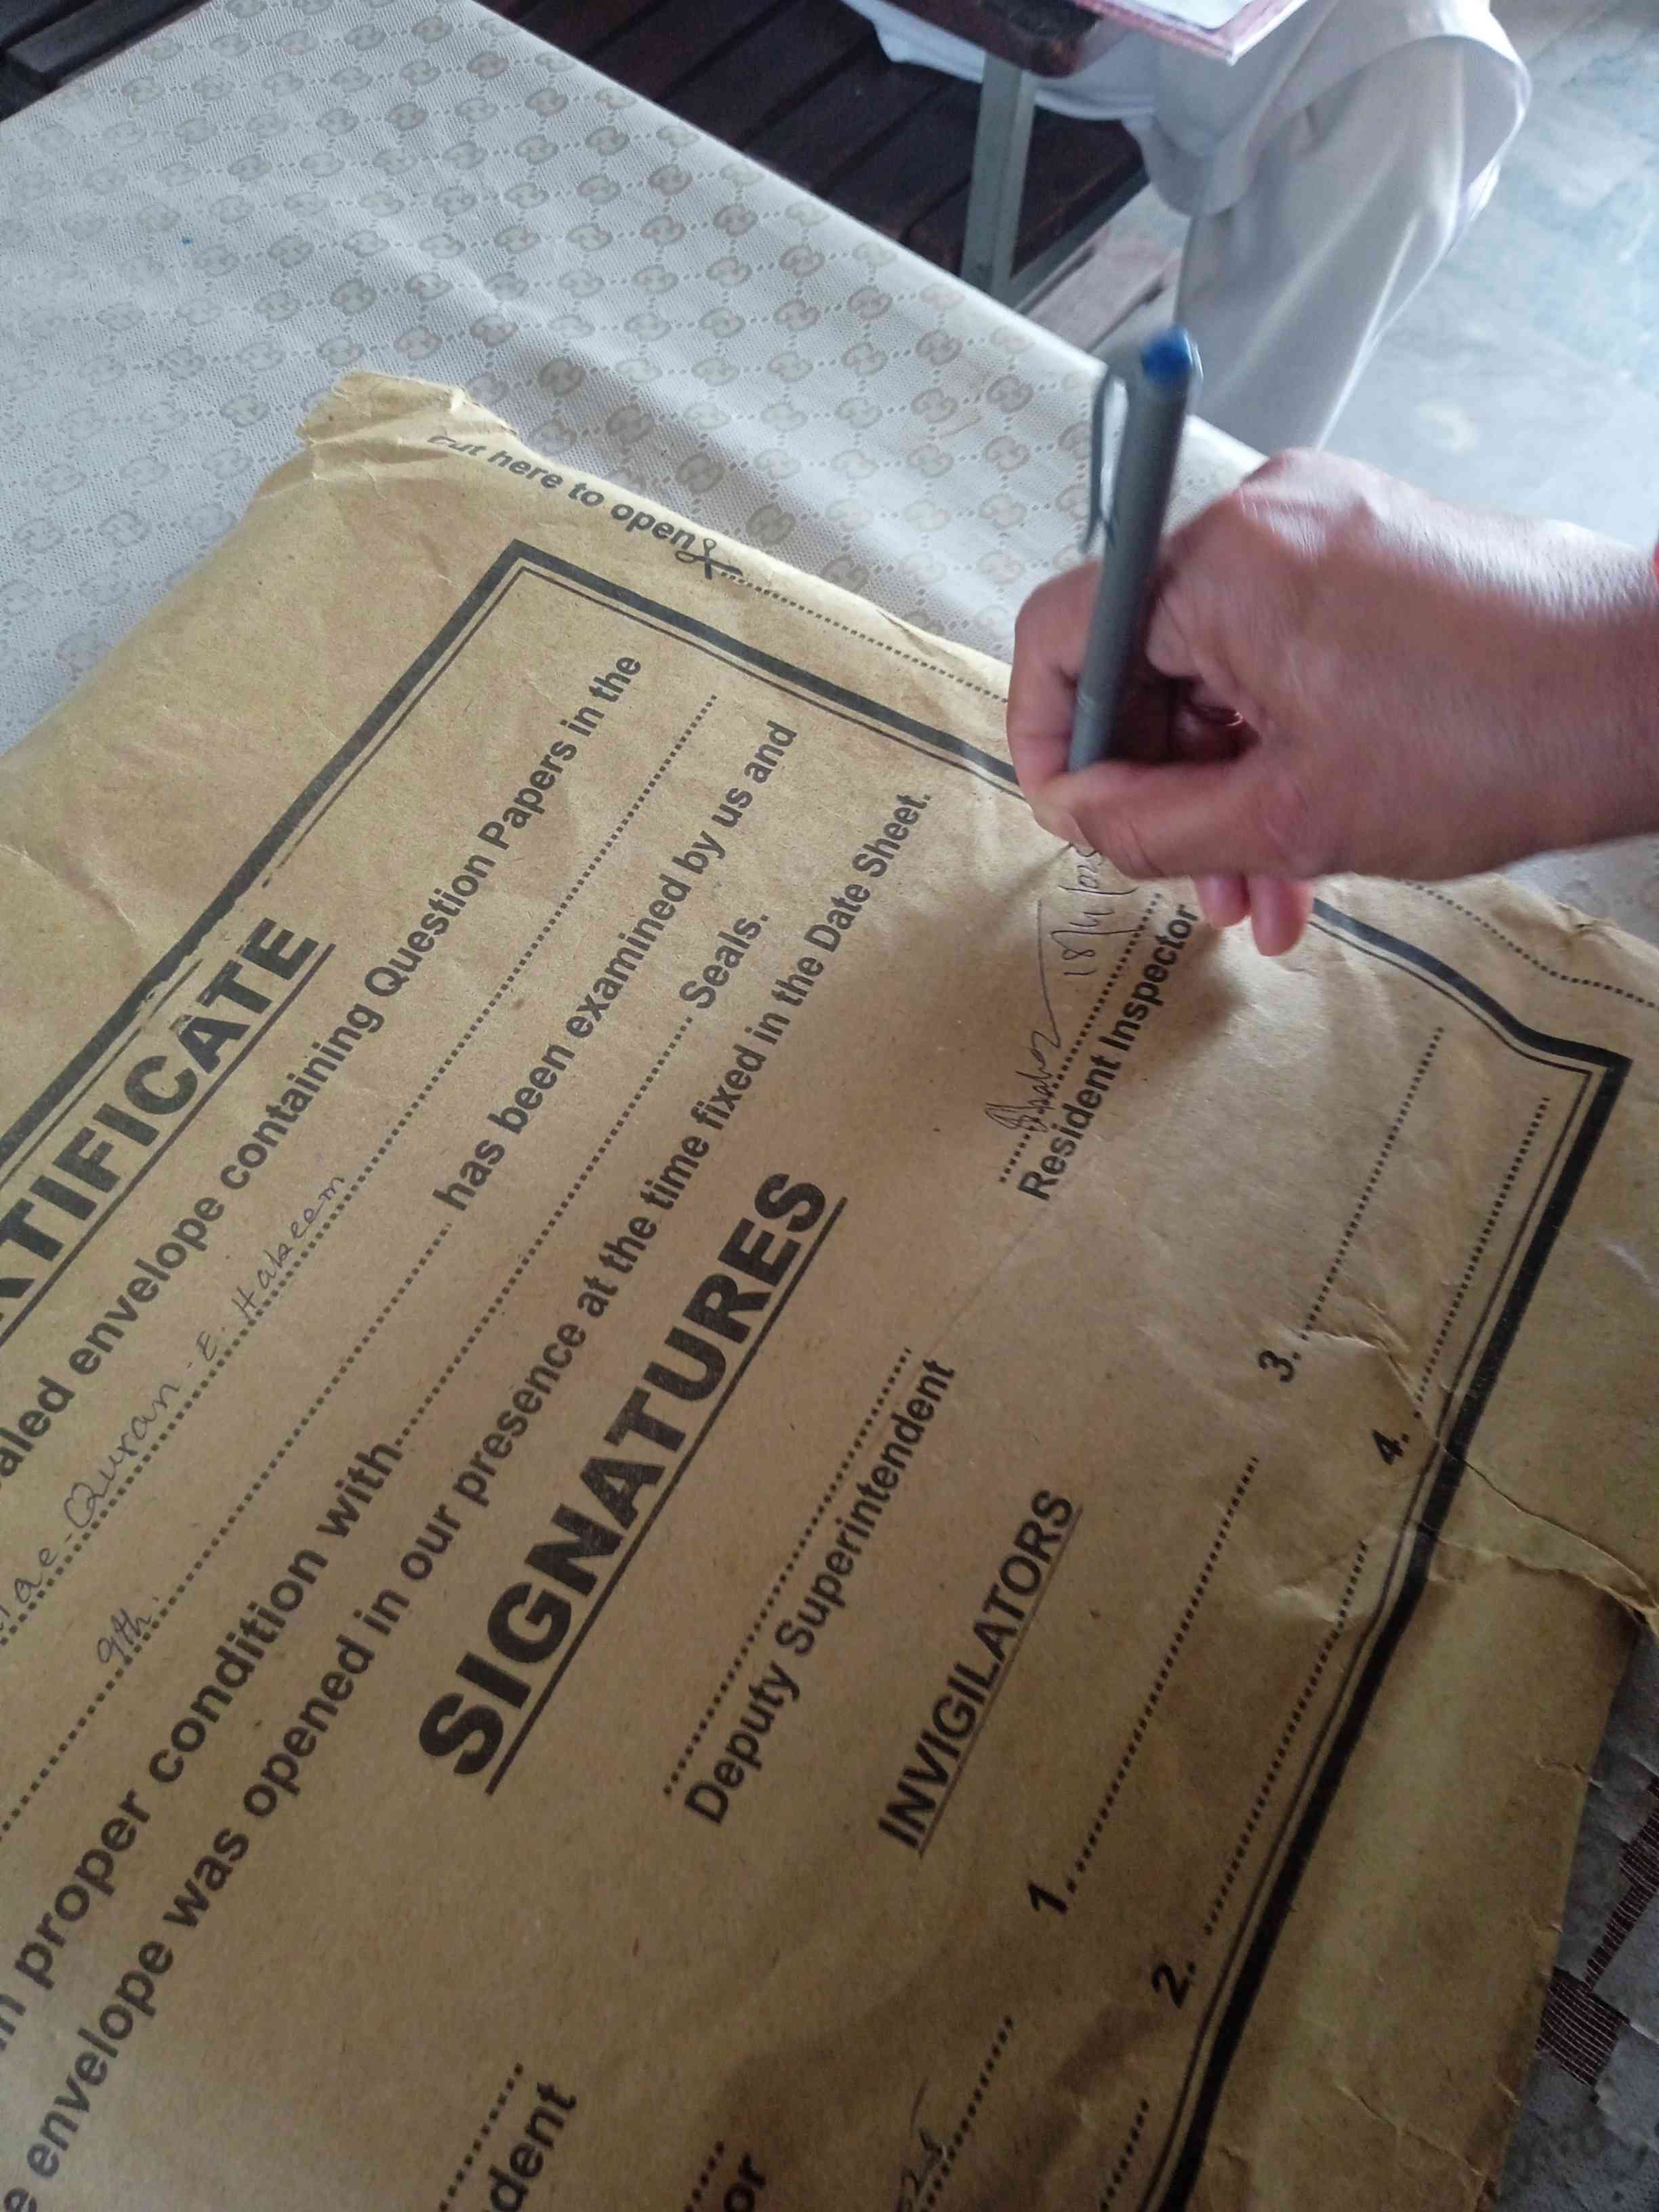 Cut here to open
TIFICATE
aled envelope containing Question Papers in the
Quran-E-Hakeem
9th has been examined by us and
in proper condition with Seals.
envelope was opened in our presence at the time fixed in the Date Sheet.
SIGNATURES
dent
Deputy Superintendent
Resident Inspector
or
INVIGILATORS
1.
3.
2.
4.